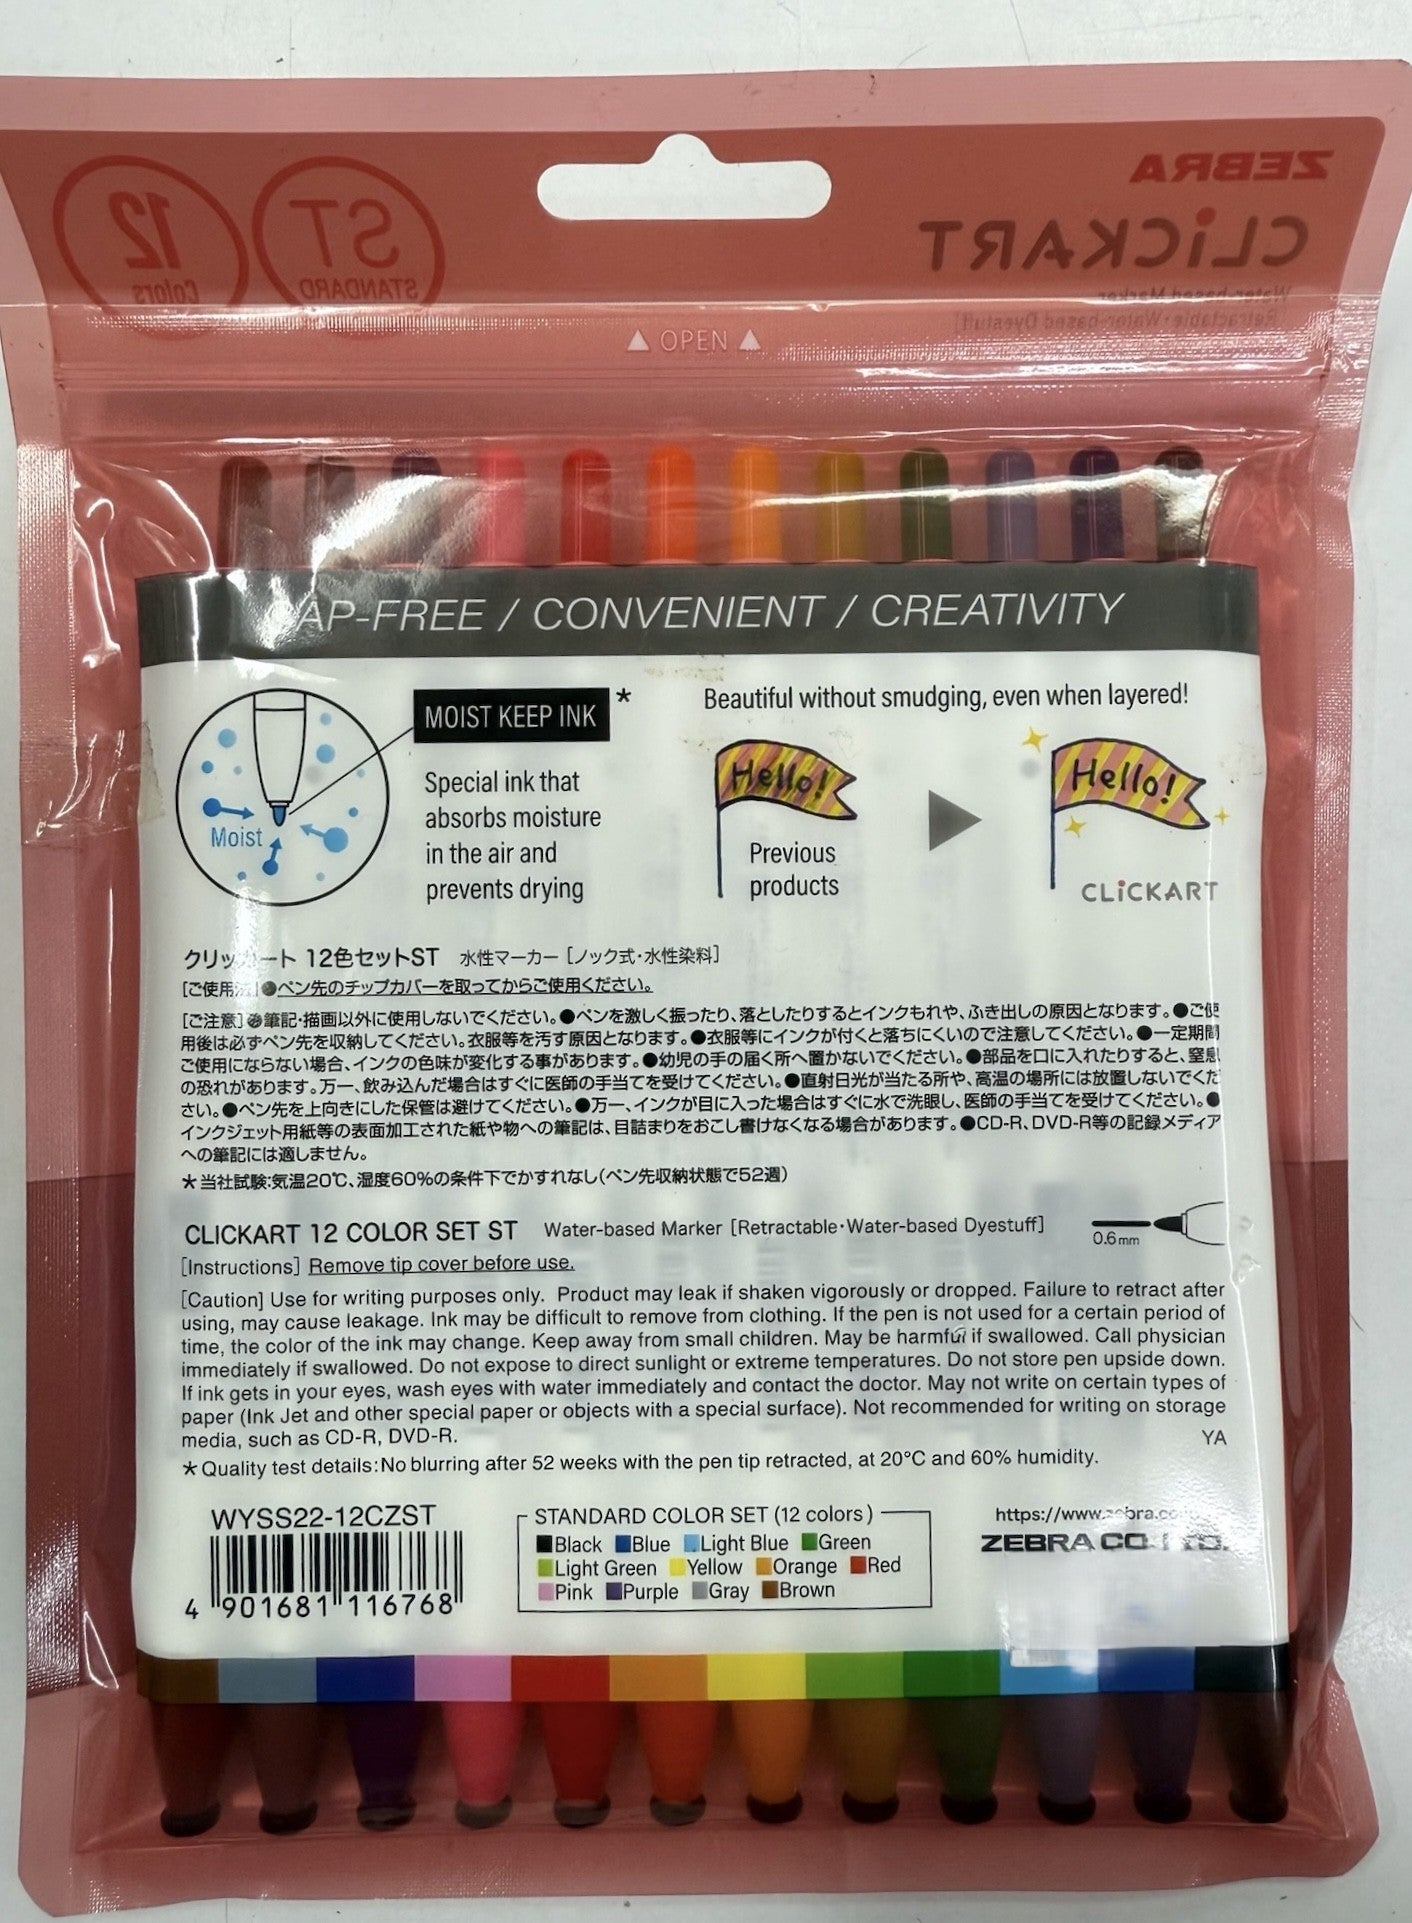 ZEBRA
CLiCKART
Water-based Marker
[Retractable・Water-based Dyestuff]
ST
STANDARD
12
Colors
▲ OPEN ▲
CAP-FREE / CONVENIENT / CREATIVITY
MOIST KEEP INK *
Special ink that
absorbs moisture
in the air and
prevents drying
Moist
Beautiful without smudging, even when layered!
Hello!
Previous
products
Hello!
CLiCKART
クリッカート 12色セットST 水性マーカー [ノック式・水性染料]
[ご使用法]●ペン先のチップカバーを取ってからご使用ください。
[ご注意]●筆記・描画以外に使用しないでください。●ペンを激しく振ったり、落としたりするとインクもれや、ふき出しの原因となります。●ご使
用後は必ずペン先を収納してください。衣服等を汚す原因となります。●衣服等にインクが付くと落ちにくいので注意してください。●一定期間
ご使用にならない場合、インクの色味が変化する事があります。●幼児の手の届く所へ置かないでください。●部品を口に入れたりすると、窒息
の恐れがあります。万一、飲み込んだ場合はすぐに医師の手当てを受けてください。●直射日光が当たる所や、高温の場所には放置しないでくだ
さい。●ペン先を上向きにした保管は避けてください。●万一、インクが目に入った場合はすぐに水で洗眼し、医師の手当てを受けてください。●
インクジェット用紙等の表面加工された紙や物への筆記は、目詰まりをおこし書けなくなる場合があります。●CD-R、DVD-R等の記録メディア
への筆記には適しません。
＊当社試験:気温20℃、湿度60%の条件下でかすれなし(ペン先収納状態で52週)
CLICKART 12 COLOR SET ST Water-based Marker [Retractable・Water-based Dyestuff]
0.6mm
[Instructions] Remove tip cover before use.
[Caution] Use for writing purposes only. Product may leak if shaken vigorously or dropped. Failure to retract after
using, may cause leakage. Ink may be difficult to remove from clothing. If the pen is not used for a certain period of
time, the color of the ink may change. Keep away from small children. May be harmful if swallowed. Call physician
immediately if swallowed. Do not expose to direct sunlight or extreme temperatures. Do not store pen upside down.
If ink gets in your eyes, wash eyes with water immediately and contact the doctor. May not write on certain types of
paper (Ink Jet and other special paper or objects with a special surface). Not recommended for writing on storage
media, such as CD-R, DVD-R.
YA
＊Quality test details:No blurring after 52 weeks with the pen tip retracted, at 20°C and 60% humidity.
WYSS22-12CZST
4 901681 116768
STANDARD COLOR SET (12 colors)
■Black ■Blue ■Light Blue ■Green
■Light Green ■Yellow ■Orange ■Red
■Pink ■Purple ■Gray ■Brown
https://www.zebra.co
ZEBRA CO., LTD.